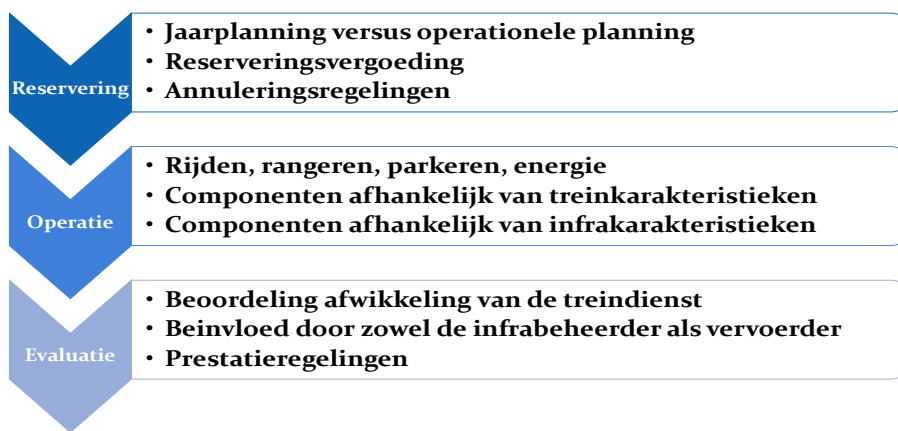 Reservering
• Jaarplanning versus operationele planning
• Reserveringsvergoeding
• Annuleringsregelingen
Operatie
• Rijden, rangeren, parkeren, energie
• Componenten afhankelijk van treinkarakteristieken
• Componenten afhankelijk van infrakarakteristieken
Evaluatie
• Beoordeling afwikkeling van de treindienst
• Beinvloed door zowel de infrabeheerder als vervoerder
• Prestatieregelingen